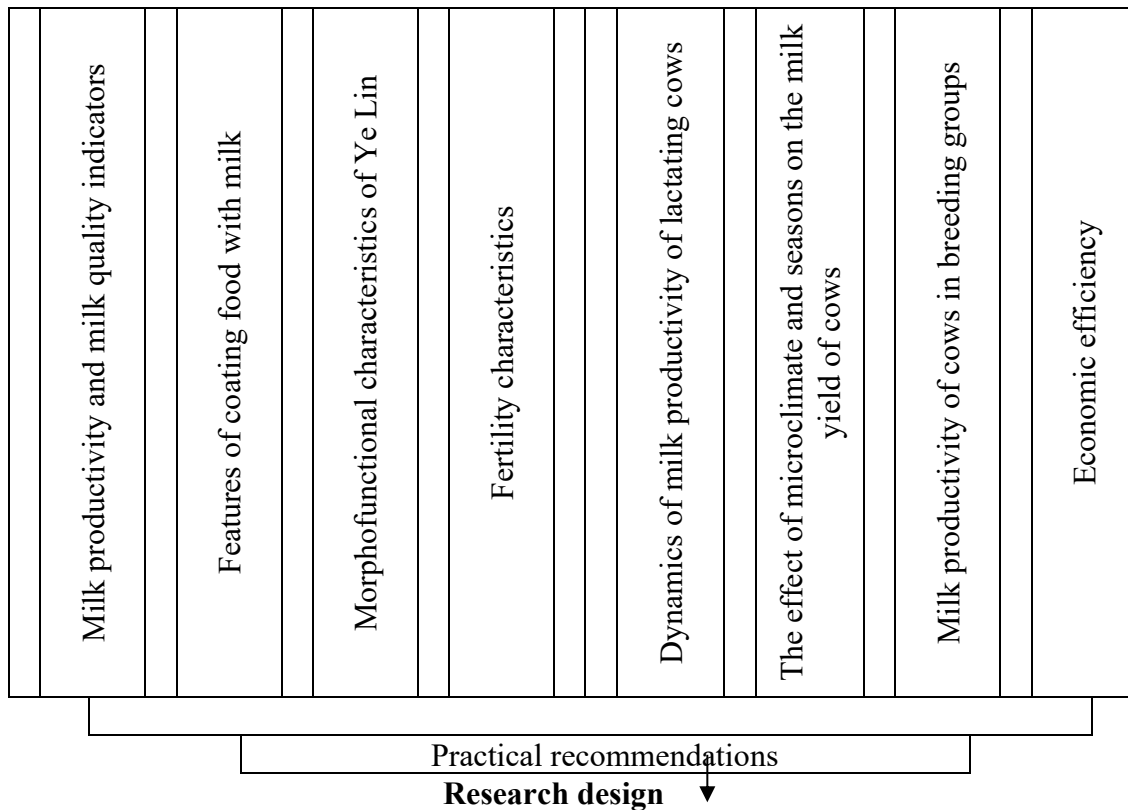 Milk productivity and milk quality indicators
Features of coating food with milk
Morphofunctional characteristics of Ye Lin
Fertility characteristics
Dynamics of milk productivity of lactating cows
The effect of microclimate and seasons on the milk
yield of cows
Milk productivity of cows in breeding groups
Economic efficiency
Practical recommendations
Research design